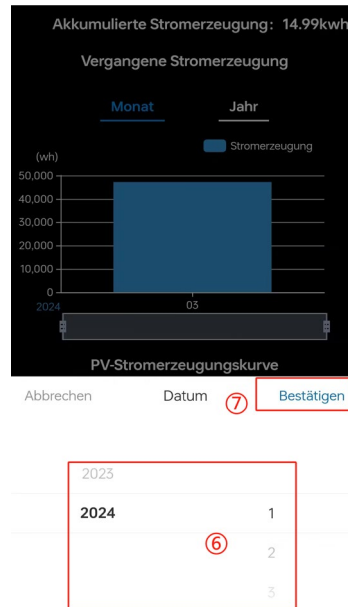 Akkumulierte Stromerzeugung: 14.99kwh
Vergangene Stromerzeugung
Monat Jahr
Stromerzeugung
(wh)
50,000
40,000
30,000
20,000
10,000
0
2024 03
PV-Stromerzeugungskurve
Abbrechen Datum ⑦ Bestätigen
2023
2024 1
⑥ 2
3